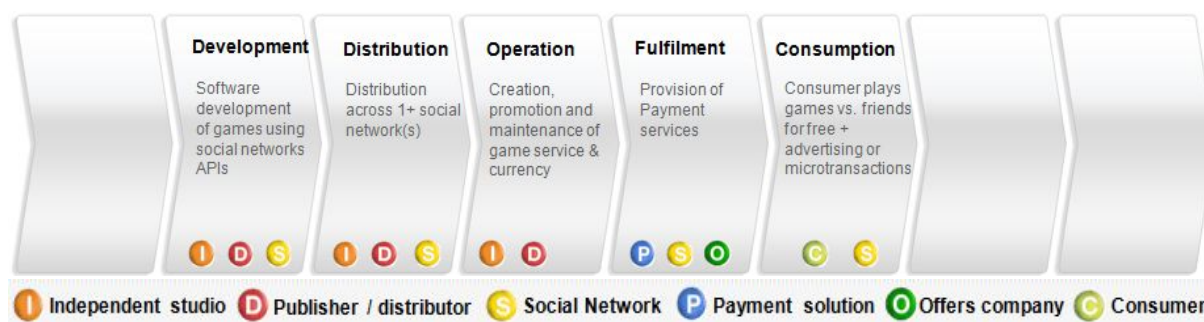 Development
Software
development
of games using
social networks
APIs
I D S
Distribution
Distribution
across 1+ social
network(s)
I D S
Operation
Creation,
promotion and
maintenance of
game service &
currency
I D
Fulfilment
Provision of
Payment
services
P S O
Consumption
Consumer plays
games vs. friends
for free +
advertising or
microtransactions
C S
I Independent studio D Publisher / distributor S Social Network P Payment solution O Offers company C Consumer